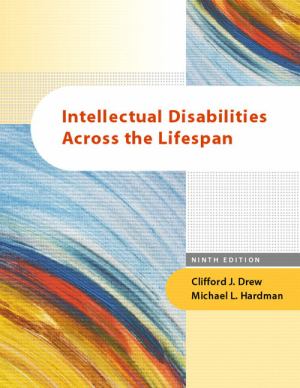 Intellectual Disabilities
Across the Lifespan
NINTH EDITION
Clifford J. Drew
Michael L. Hardman